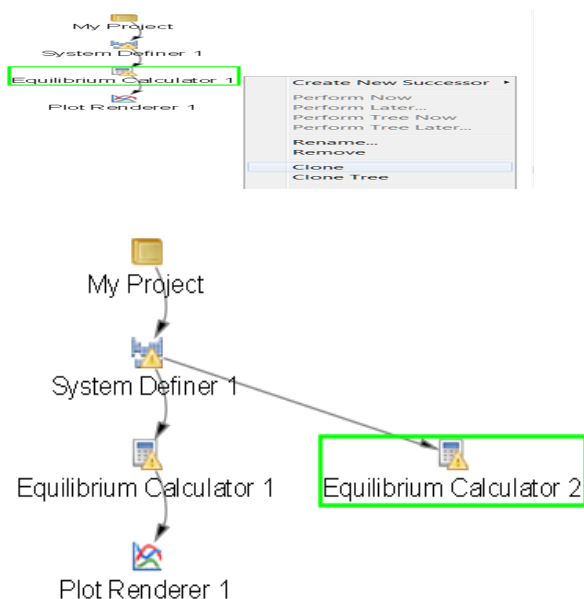 My Project
System Definer 1
Equilibrium Calculator 1
Plot Renderer 1
Create New Successor
Perform Now
Perform Later...
Perform Tree Now
Perform Tree Later...
Rename...
Remove
Clone
Clone Tree
My Project
System Definer 1
Equilibrium Calculator 1
Equilibrium Calculator 2
Plot Renderer 1